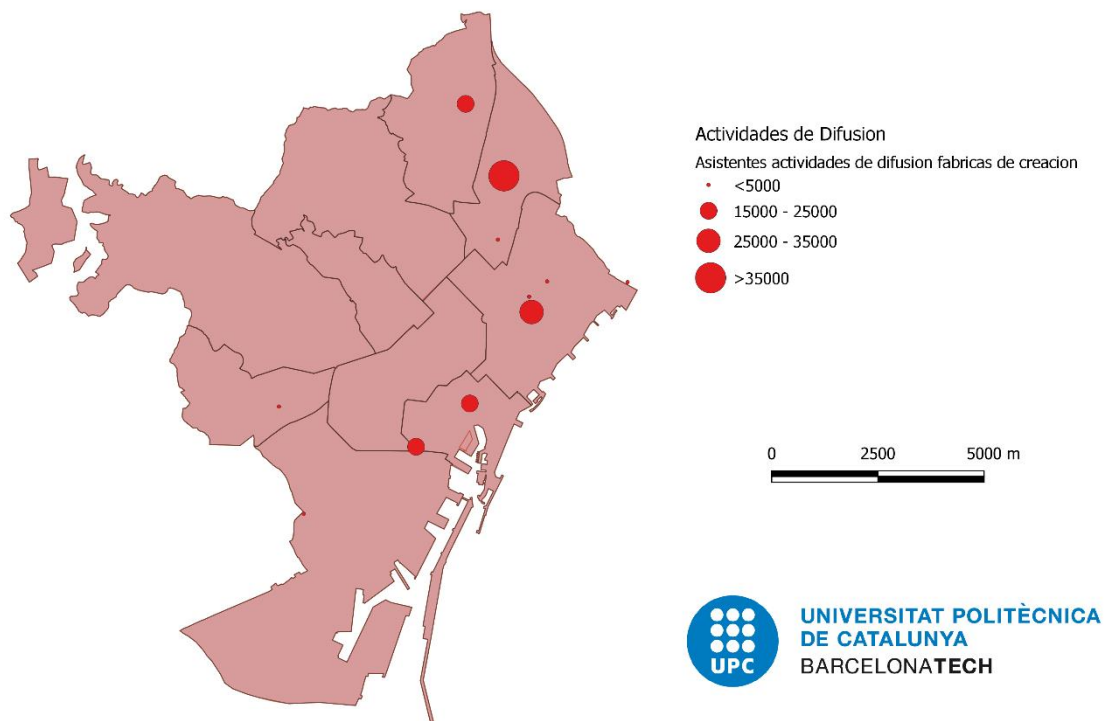 Actividades de Difusion
Asistentes actividades de difusion fabricas de creacion
<5000
15000 - 25000
25000 - 35000
>35000
0 2500 5000 m
UNIVERSITAT POLITÈCNICA
DE CATALUNYA
BARCELONATECH
UPC